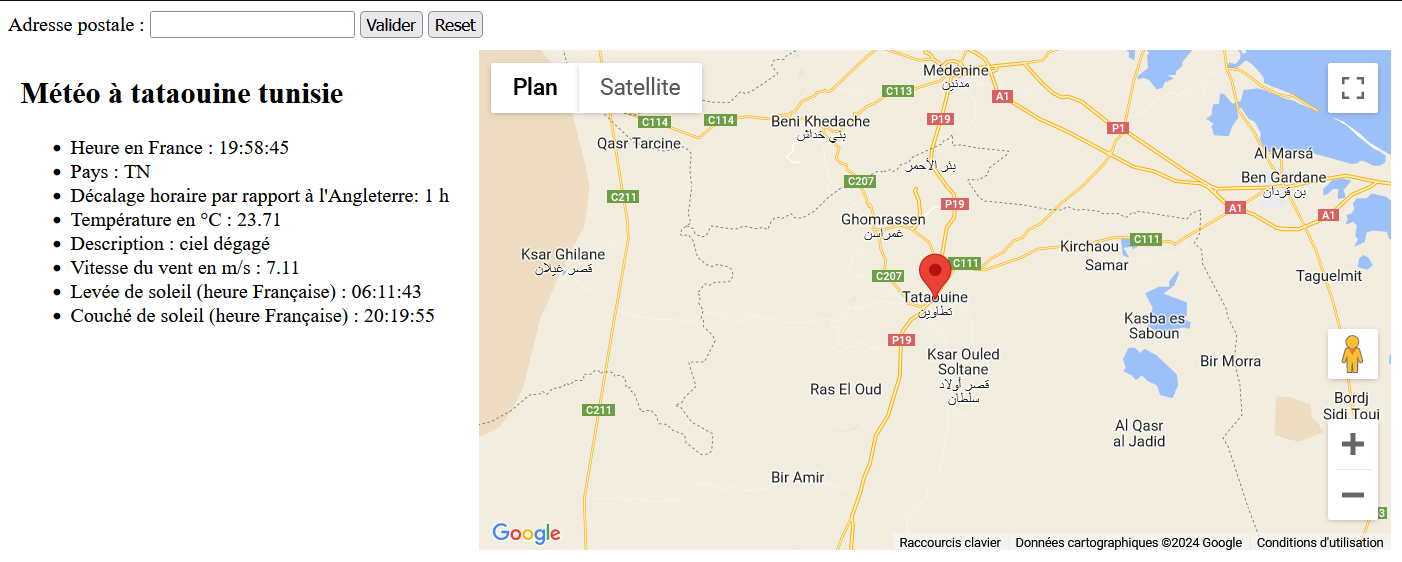 Adresse postale : Valider Reset
Météo à tataouine tunisie
Heure en France : 19:58:45
Pays : TN
Décalage horaire par rapport à l'Angleterre: 1 h
Température en °C : 23.71
Description : ciel dégagé
Vitesse du vent en m/s : 7.11
Levée de soleil (heure Française) : 06:11:43
Couché de soleil (heure Française) : 20:19:55
Plan Satellite
Médenine
مدنين
C113
A1
C114
C114
P19
P1
Beni Khedache
بني خداش
Qasr Tarcine
Al Marsá
بئر الأحمر
Ben Gardane
بن قردان
C207
C211
P19
A1
A1
Ghomrassen
غمراسن
Kirchaou
C111
Ksar Ghilane
قصر غيلان
C111
Samar
C207
Taguelmit
Tataouine
تطاوين
Kasba es
Saboun
P19
Ksar Ouled
Soltane
قصر أولاد
سلطان
Bir Morra
Ras El Oud
Bordj
Sidi Toui
C211
Al Qasr
al Jadid
Bir Amir
Google
Raccourcis clavier Données cartographiques ©2024 Google Conditions d'utilisation